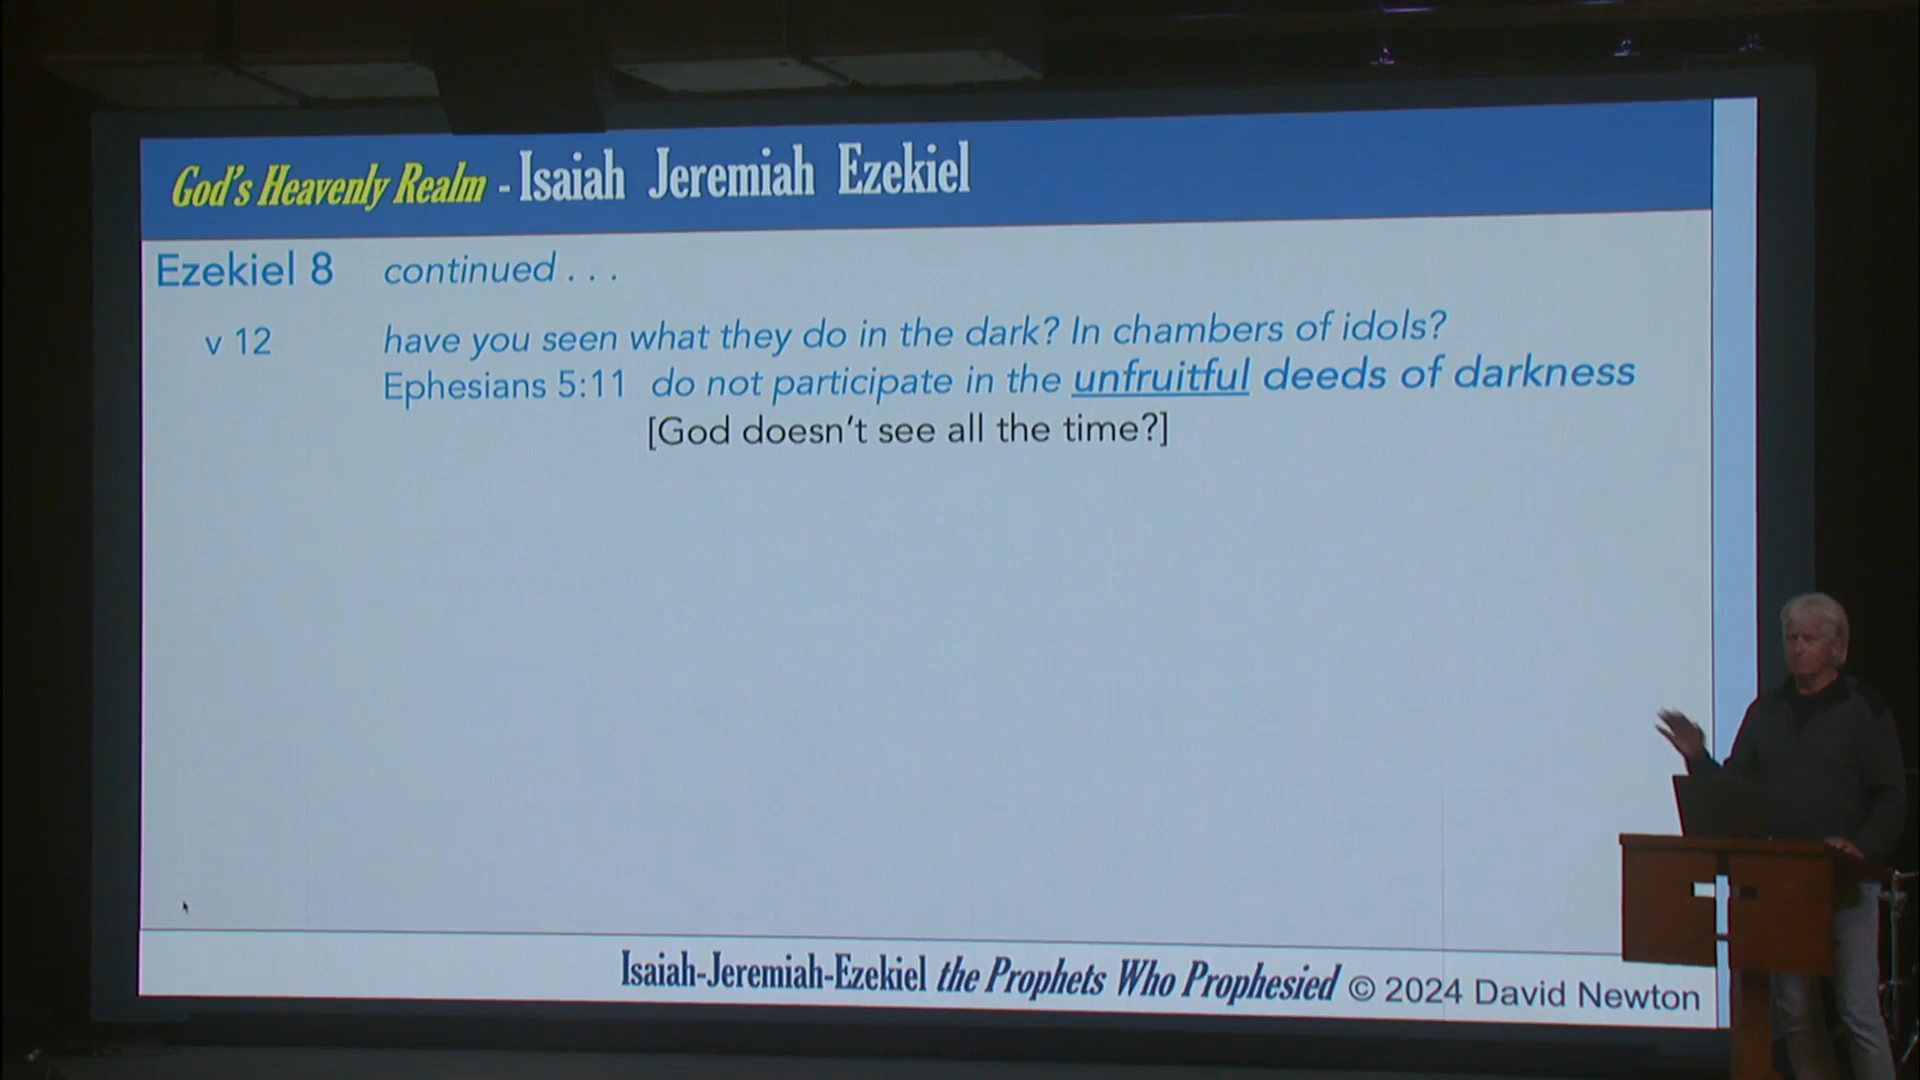 God's Heavenly Realm - Isaiah Jeremiah Ezekiel
Ezekiel 8 continued . . .
v 12 have you seen what they do in the dark? In chambers of idols?
Ephesians 5:11 do not participate in the unfruitful deeds of darkness
[God doesn't see all the time?]
Isaiah-Jeremiah-Ezekiel the Prophets Who Prophesied © 2024 David Newton